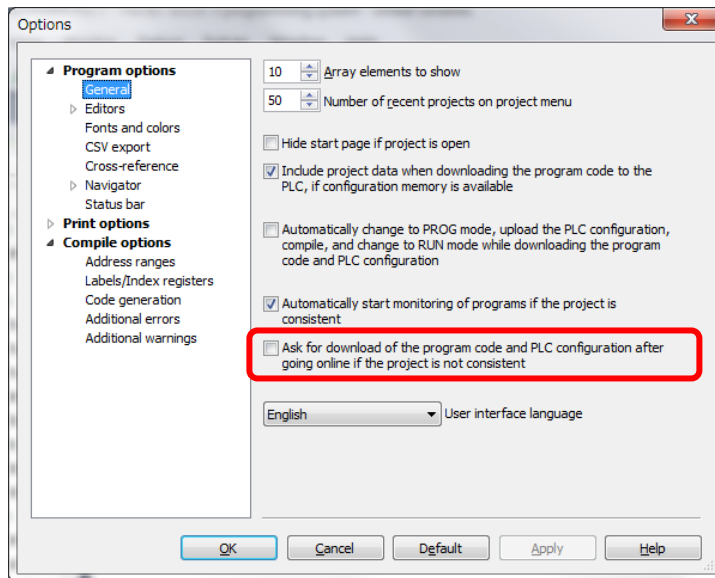 Options
Program options
General
Editors
Fonts and colors
CSV export
Cross-reference
Navigator
Status bar
Print options
Compile options
Address ranges
Labels/Index registers
Code generation
Additional errors
Additional warnings
10 Array elements to show
50 Number of recent projects on project menu
Hide start page if project is open
Include project data when downloading the program code to the
PLC, if configuration memory is available
Automatically change to PROG mode, upload the PLC configuration,
compile, and change to RUN mode while downloading the program
code and PLC configuration
Automatically start monitoring of programs if the project is
consistent
Ask for download of the program code and PLC configuration after
going online if the project is not consistent
English User interface language
OK Cancel Default Apply Help